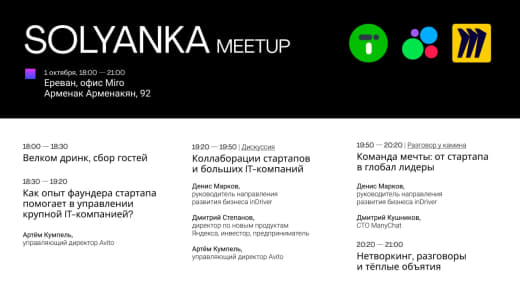 SOLYANKA MEETUP
1 октября, 18:00 — 21:00
Ереван, офис Miro
Арменак Арменакян, 92
18:00 — 18:30
Велком дринк, сбор гостей
18:30 — 19:20
Как опыт фаундера стартапа
помогает в управлении
крупной IT-компанией?
Артём Кумпель,
управляющий директор Avito
19:20 — 19:50 | Дискуссия
Коллаборации стартапов
и больших IT-компаний
Денис Марков,
руководитель направления
развития бизнеса inDriver
Дмитрий Степанов,
директор по новым продуктам
Яндекса, инвестор, предприниматель
Артём Кумпель,
управляющий директор Avito
19:50 — 20:20 | Разговор у камина
Команда мечты: от стартапа
в глобал лидеры
Денис Марков,
руководитель направления
развития бизнеса inDriver
Дмитрий Кушников,
CTO ManyChat
20:20 — 21:00
Нетворкинг, разговоры
и тёплые объятия